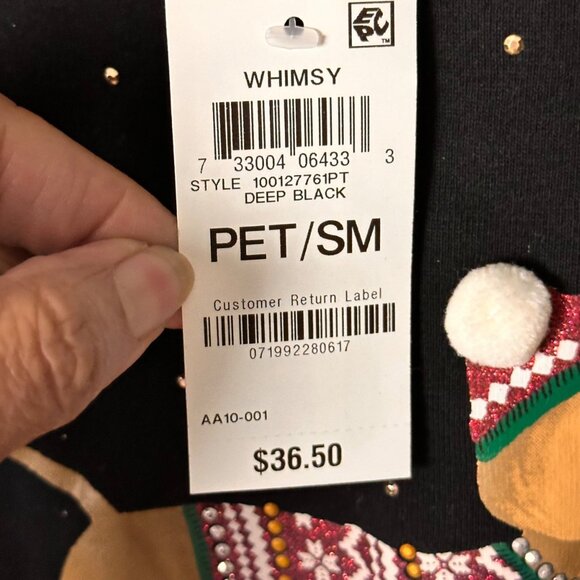 EPC™
WHIMSY
7 33004 06433 3
STYLE 100127761PT
DEEP BLACK
PET/SM
Customer Return Label
071992280617
AA10-001
$36.50